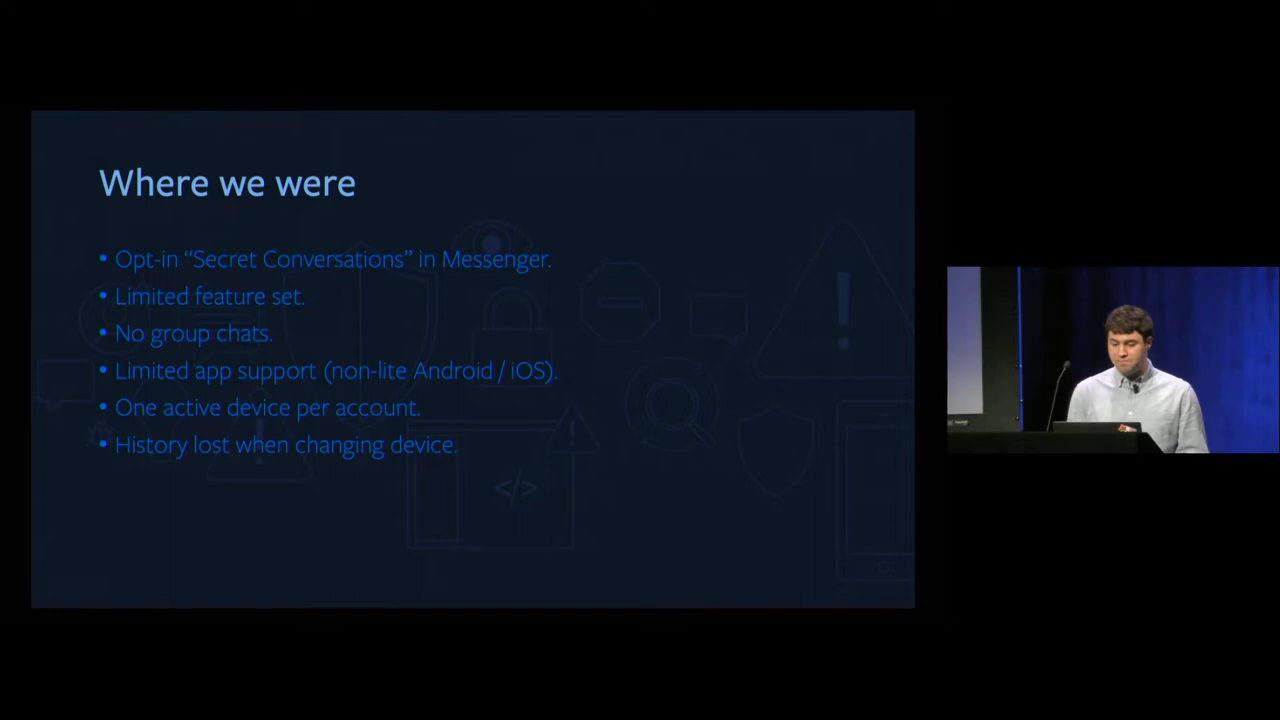 Where we were
• Opt-in “Secret Conversations” in Messenger.
• Limited feature set.
• No group chats.
• Limited app support (non-lite Android / iOS).
• One active device per account.
• History lost when changing device.
</>